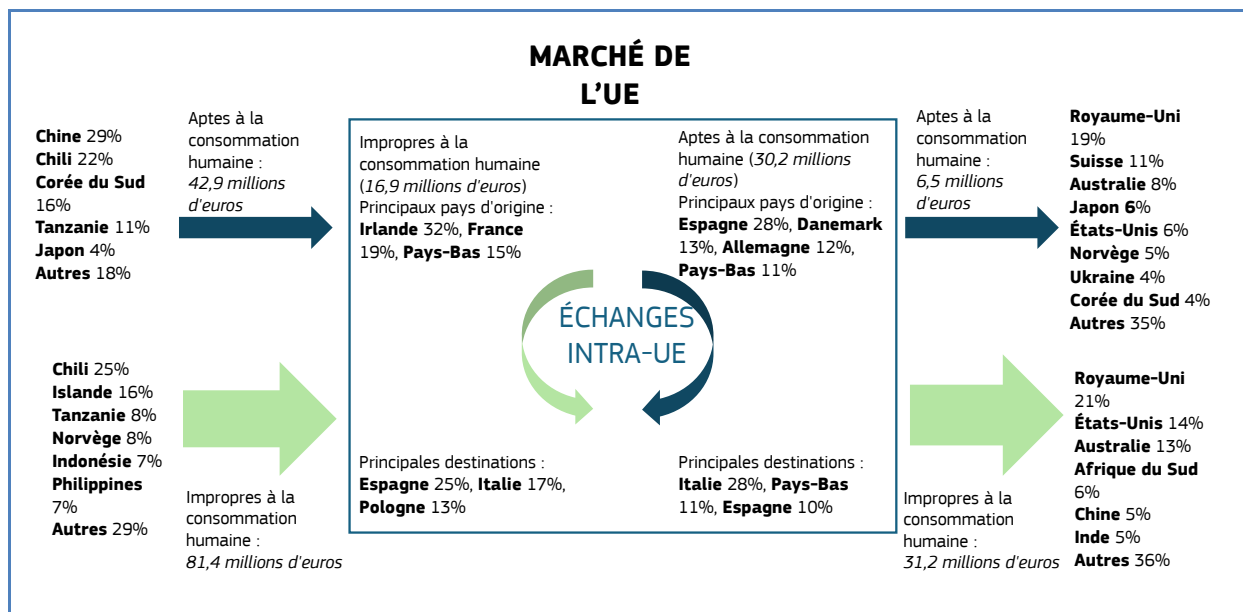 MARCHÉ DE
L'UE
Chine 29%
Chili 22%
Corée du Sud
16%
Tanzanie 11%
Japon 4%
Autres 18%
Aptes à la
consommation
humaine :
42,9 millions
d'euros
Impropres à la
consommation humaine
(16,9 millions d'euros)
Principaux pays d'origine :
Irlande 32%, France
19%, Pays-Bas 15%
Aptes à la consommation
humaine (30,2 millions
d'euros)
Principaux pays d'origine :
Espagne 28%, Danemark
13%, Allemagne 12%,
Pays-Bas 11%
Aptes à la
consommation
humaine :
6,5 millions
d'euros
Royaume-Uni
19%
Suisse 11%
Australie 8%
Japon 6%
États-Unis 6%
Norvège 5%
Ukraine 4%
Corée du Sud 4%
Autres 35%
ÉCHANGES
INTRA-UE
Chili 25%
Islande 16%
Tanzanie 8%
Norvège 8%
Indonésie 7%
Philippines
7%
Autres 29%
Impropres à la
consommation
humaine :
81,4 millions d'euros
Principales destinations :
Espagne 25%, Italie 17%,
Pologne 13%
Principales destinations :
Italie 28%, Pays-Bas
11%, Espagne 10%
Impropres à la
consommation
humaine :
31,2 millions d'euros
Royaume-Uni
21%
États-Unis 14%
Australie 13%
Afrique du Sud
6%
Chine 5%
Inde 5%
Autres 36%